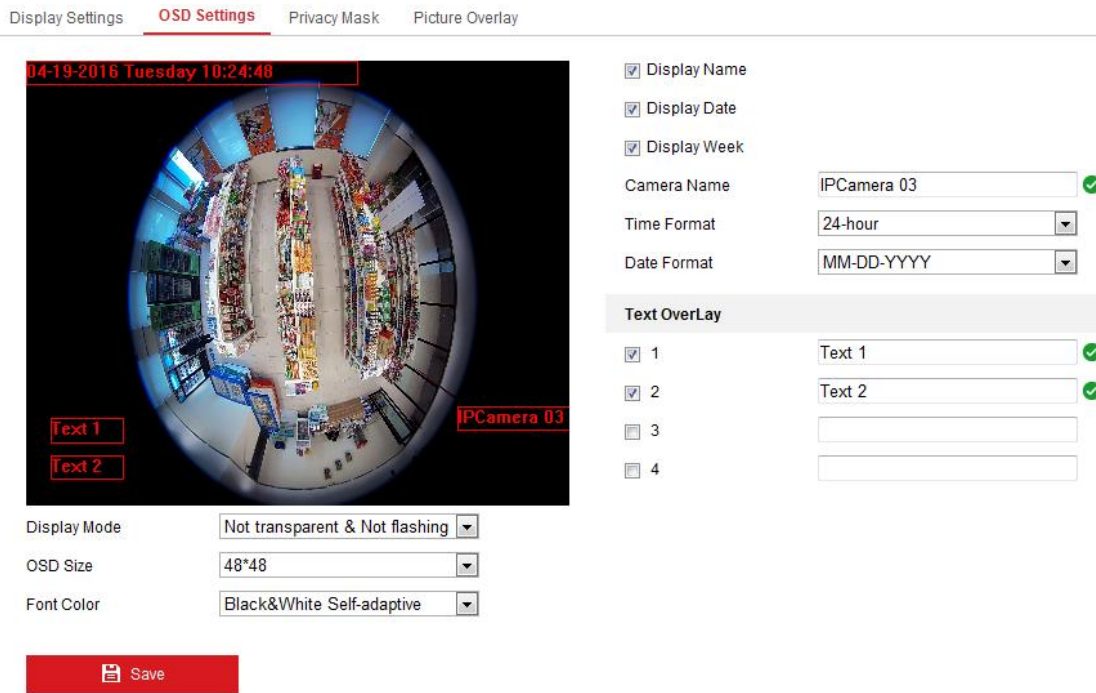 Display Settings OSD Settings Privacy Mask Picture Overlay
04-19-2016 Tuesday 10:24:48
Text 1
Text 2
IPCamera 03
Display Mode Not transparent & Not flashing
OSD Size 48*48
Font Color Black&White Self-adaptive
Save
Display Name
Display Date
Display Week
Camera Name IPCamera 03
Time Format 24-hour
Date Format MM-DD-YYYY
Text OverLay
1 Text 1
2 Text 2
3
4